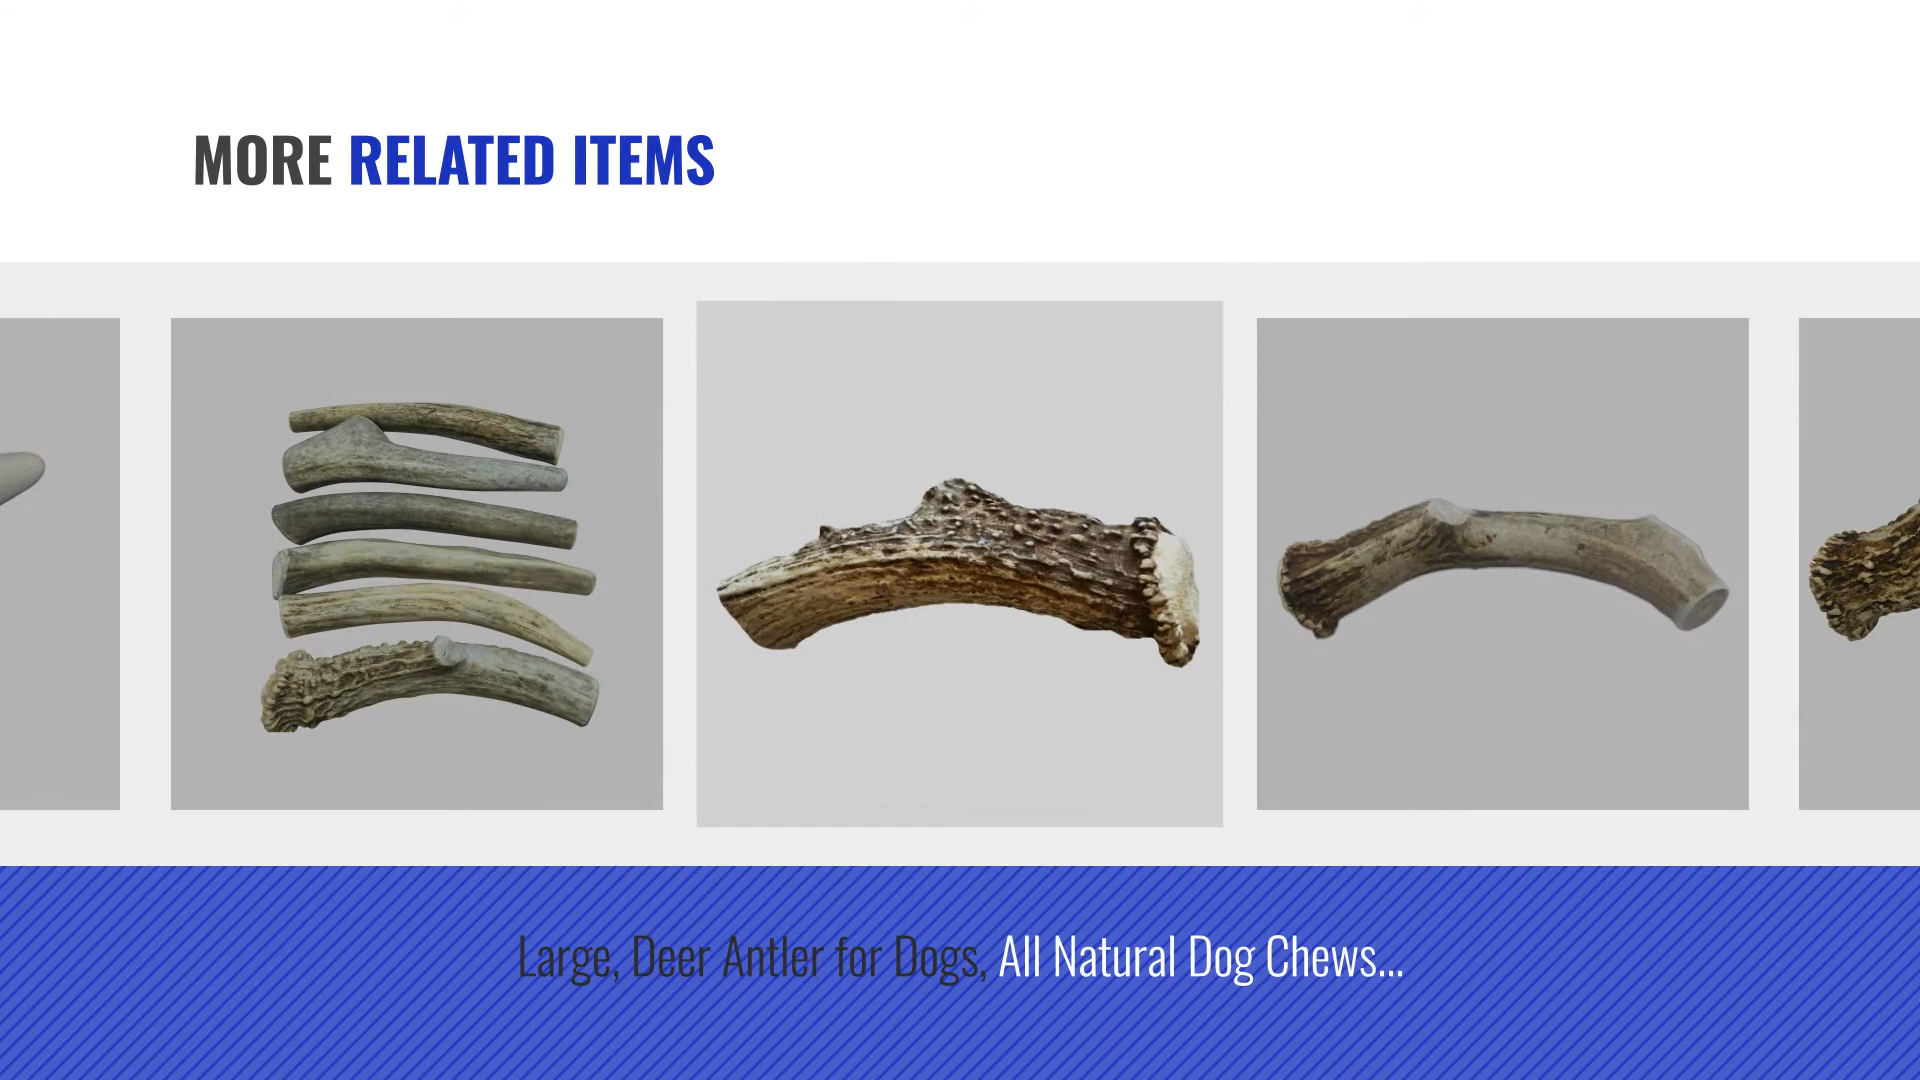 MORE RELATED ITEMS
Large, Deer Antler for Dogs, All Natural Dog Chews...